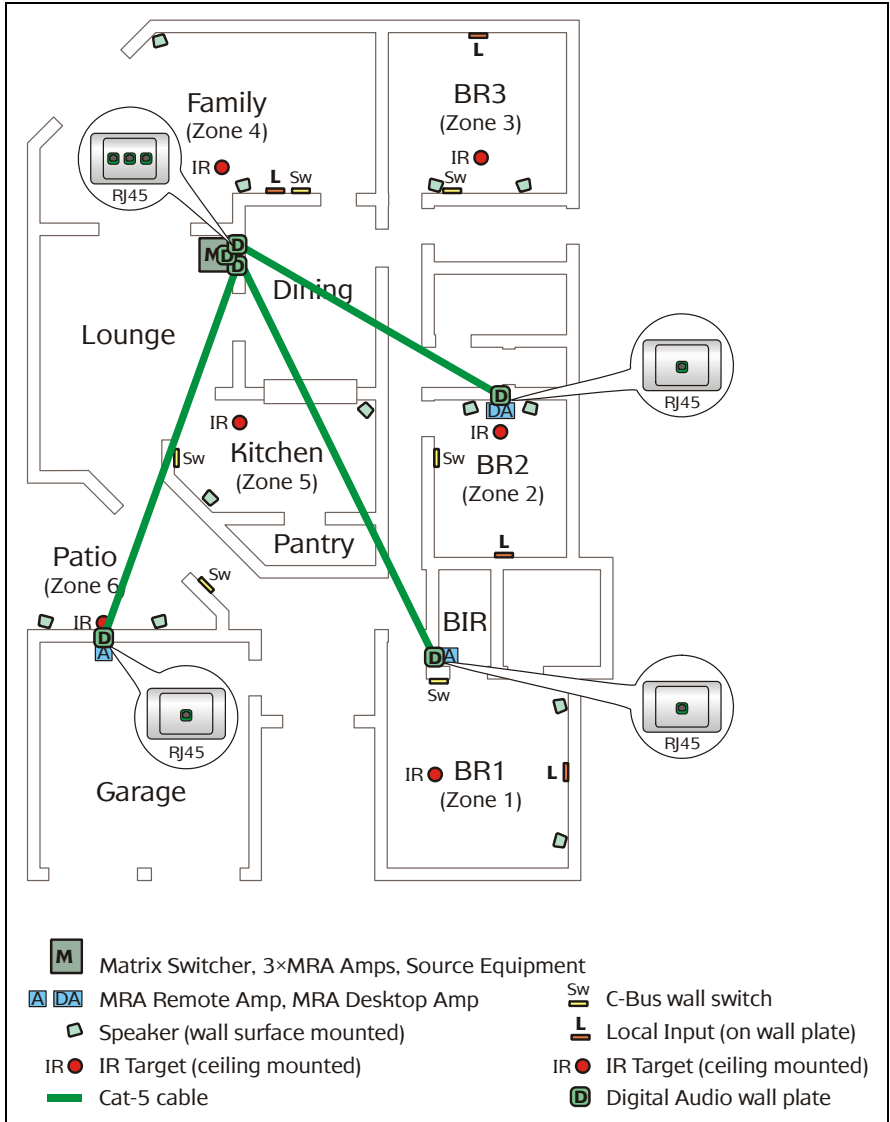 L
Family
(Zone 4)
BR3
(Zone 3)
IR
IR
RJ45
L
Sw
Sw
M
D
D
D
Dining
Lounge
RJ45
D
DA
IR
IR
Kitchen
(Zone 5)
Sw
Sw
BR2
(Zone 2)
Pantry
L
Patio
(Zone 6)
Sw
IR
D
A
BIR
D
A
Sw
RJ45
RJ45
IR
BR1
(Zone 1)
L
Garage
M Matrix Switcher, 3×MRA Amps, Source Equipment
A DA MRA Remote Amp, MRA Desktop Amp
Sw C-Bus wall switch
Speaker (wall surface mounted)
L Local Input (on wall plate)
IR IR Target (ceiling mounted)
IR IR Target (ceiling mounted)
Cat-5 cable
D Digital Audio wall plate